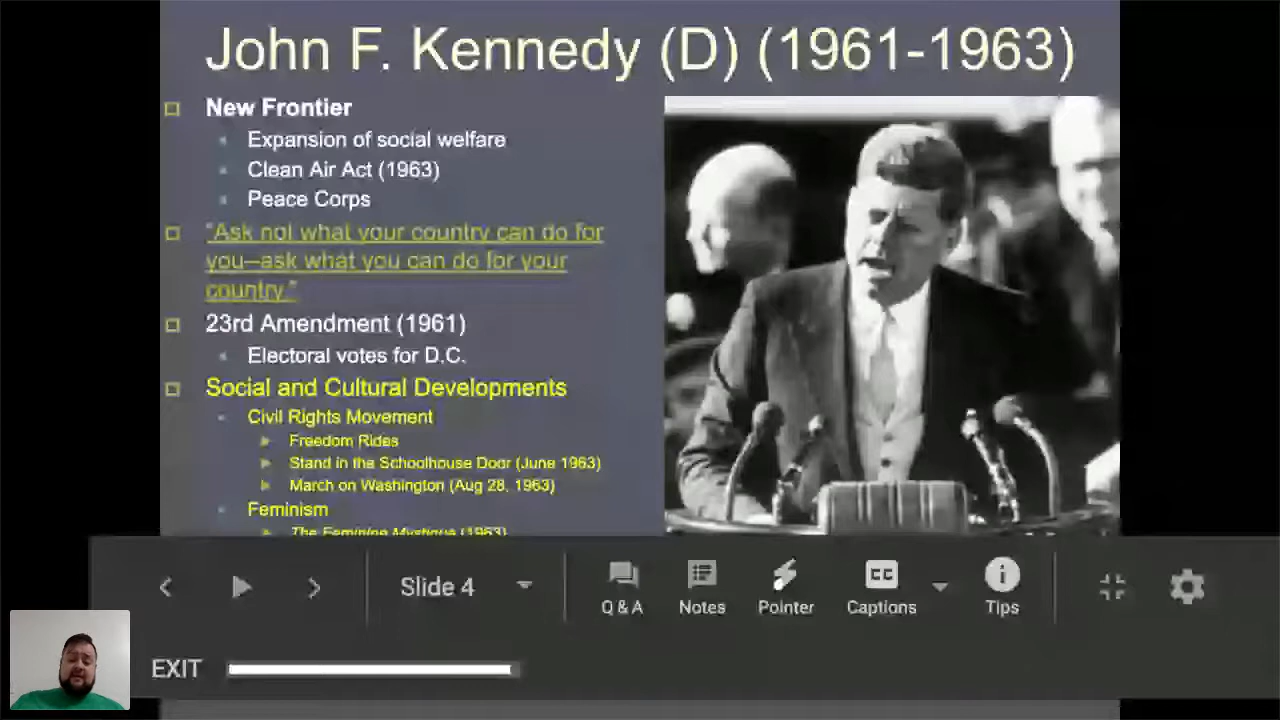 John F. Kennedy (D) (1961-1963)
New Frontier
Expansion of social welfare
Clean Air Act (1963)
Peace Corps
"Ask not what your country can do for
you—ask what you can do for your
country."
23rd Amendment (1961)
Electoral votes for D.C.
Social and Cultural Developments
Civil Rights Movement
Freedom Rides
Stand in the Schoolhouse Door (June 1963)
March on Washington (Aug 28, 1963)
Feminism
The Feminine Mystique (1963)
Slide 4
Q & A
Notes
Pointer
CC
Captions
Tips
EXIT